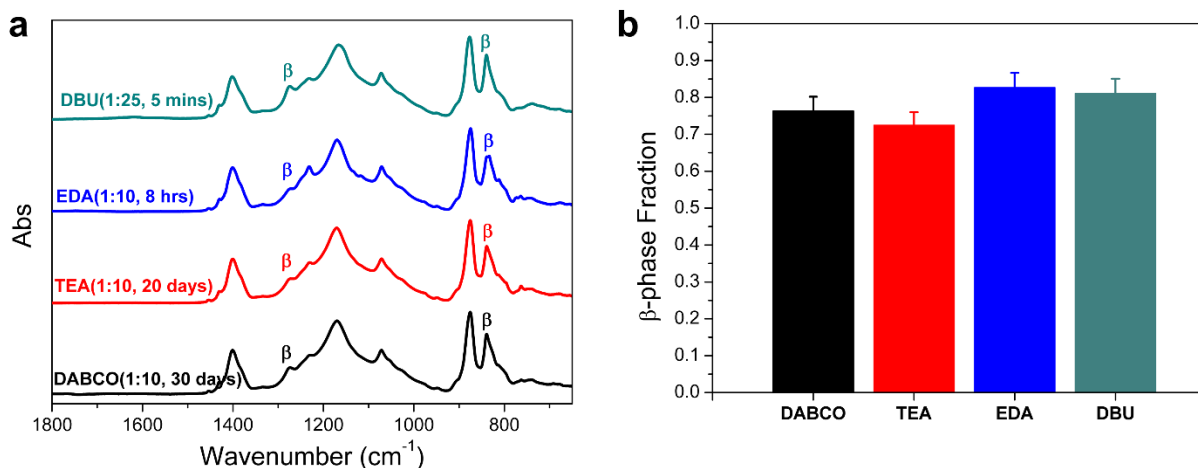 a
β
β
DBU(1:25, 5 mins)
β
β
EDA(1:10, 8 hrs)
β
β
TEA(1:10, 20 days)
β
β
DABCO(1:10, 30 days)
Abs
1800
1600
1400
1200
1000
800
Wavenumber (cm⁻¹)
b
1.0
0.9
0.8
0.7
0.6
0.5
0.4
0.3
0.2
0.1
0.0
β-phase Fraction
DABCO
TEA
EDA
DBU